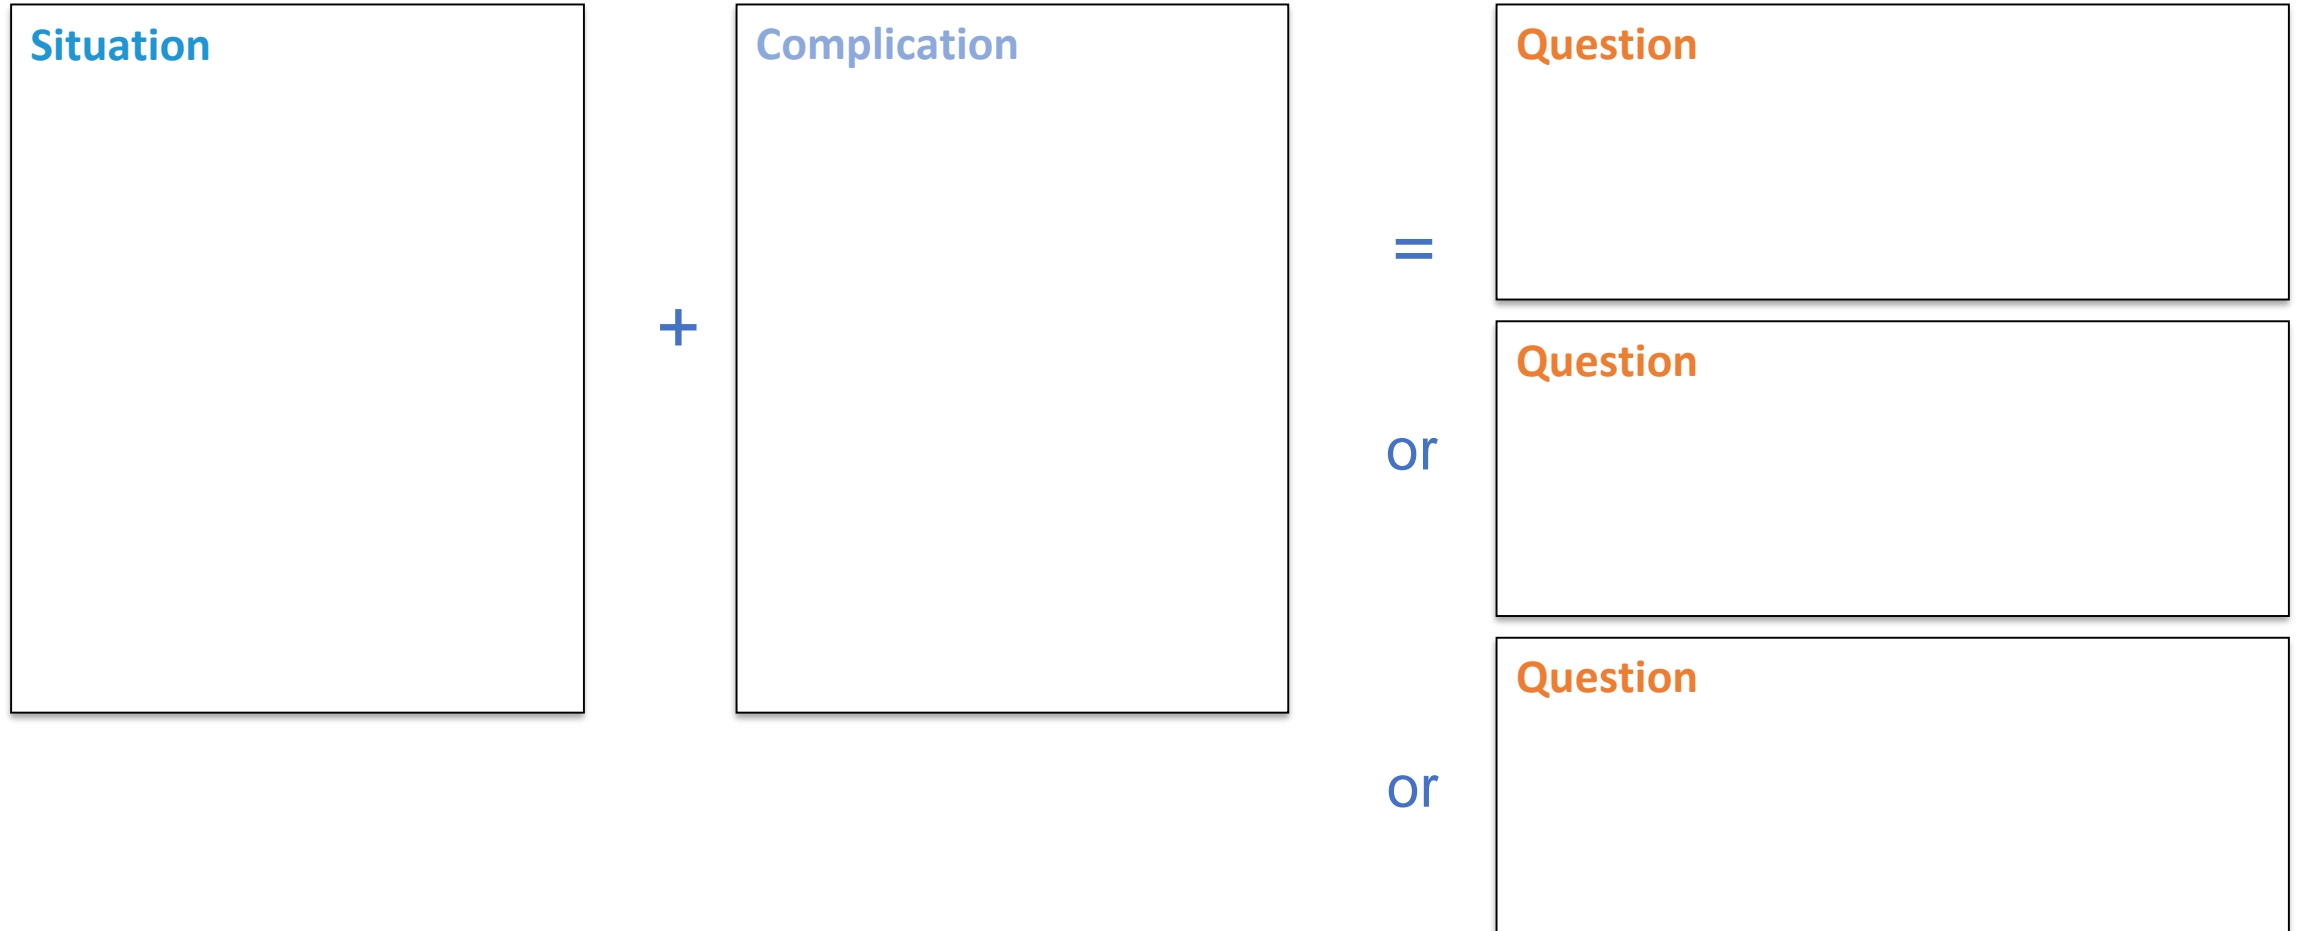 Situation
+
Complication
=
Question
or
Question
or
Question